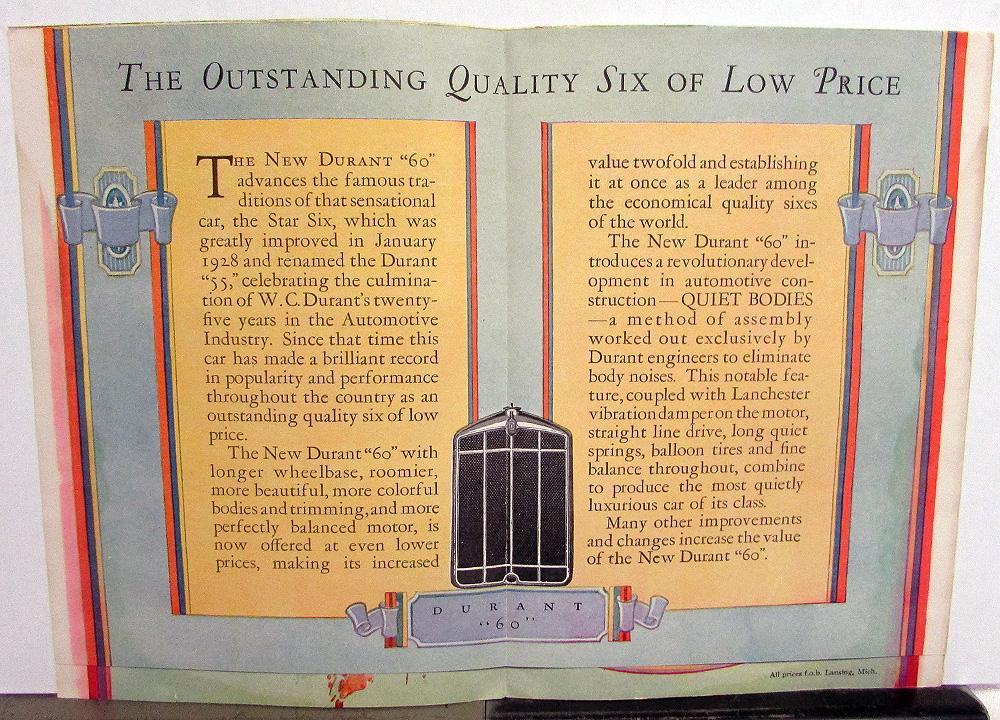 THE OUTSTANDING QUALITY SIX OF LOW PRICE
THE NEW DURANT “60”
advances the famous tra-
ditions of that sensational
car, the Star Six, which was
greatly improved in January
1928 and renamed the Durant
“55,” celebrating the culmina-
tion of W.C.Durant's twenty-
five years in the Automotive
Industry. Since that time this
car has made a brilliant record
in popularity and performance
throughout the country as an
outstanding quality six of low
price.
The New Durant “60” with
longer wheelbase, roomier,
more beautiful, more colorful
bodies and trimming, and more
perfectly balanced motor, is
now offered at even lower
prices, making its increased
value twofold and establishing
it at once as a leader among
the economical quality sixes
of the world.
The New Durant “60” in-
troduces a revolutionary devel-
opment in automotive con-
struction—QUIET BODIES
—a method of assembly
worked out exclusively by
Durant engineers to eliminate
body noises. This notable fea-
ture, coupled with Lanchester
vibration damper on the motor,
straight line drive, long quiet
springs, balloon tires and fine
balance throughout, combine
to produce the most quietly
luxurious car of its class.
Many other improvements
and changes increase the value
of the New Durant “60”.
DURANT
“60”
All prices f.o.b. Lansing, Mich.